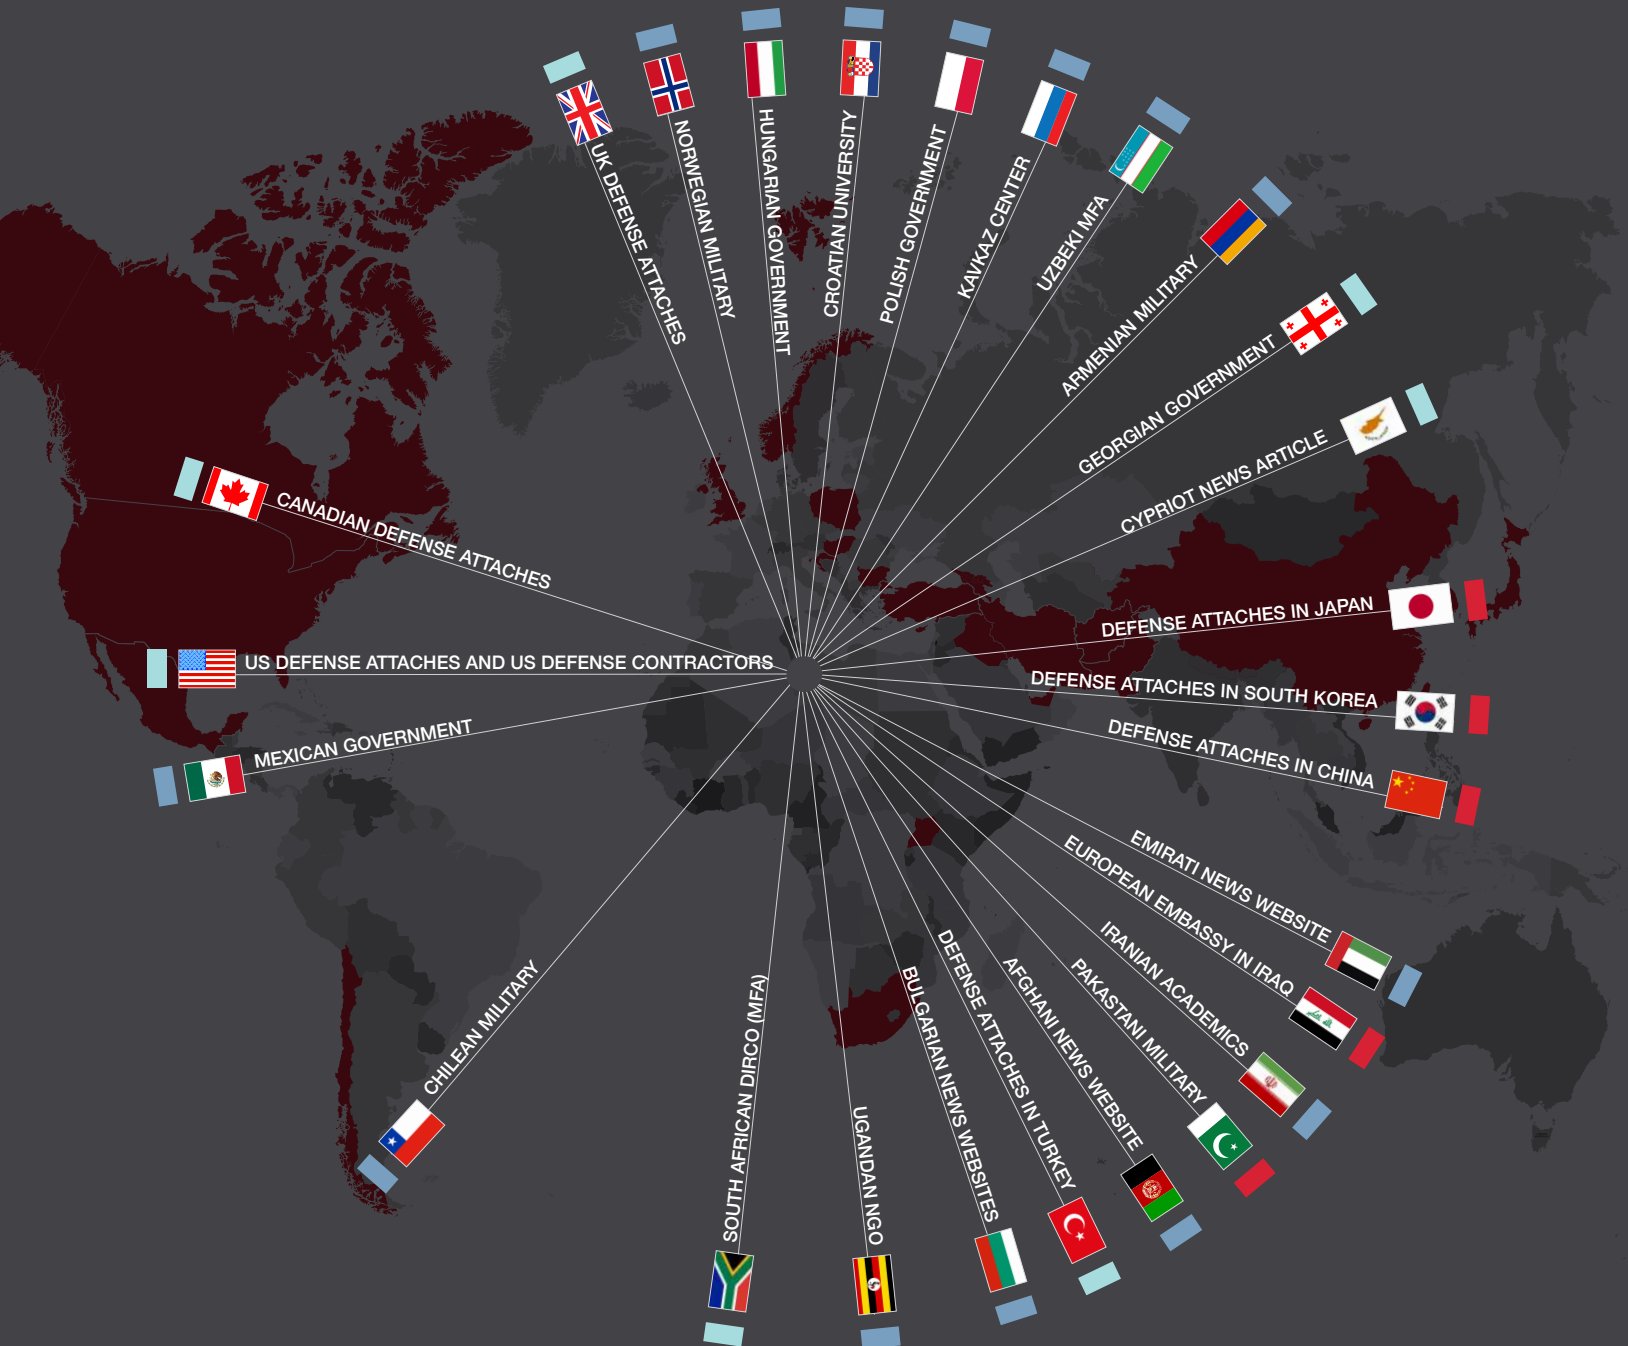 UK DEFENSE ATTACHES
NORWEGIAN MILITARY
HUNGARIAN GOVERNMENT
CROATIAN UNIVERSITY
POLISH GOVERNMENT
KAVKAZ CENTER
UZBEKI MFA
ARMENIAN MILITARY
GEORGIAN GOVERNMENT
CYPRIOT NEWS ARTICLE
DEFENSE ATTACHES IN JAPAN
DEFENSE ATTACHES IN SOUTH KOREA
DEFENSE ATTACHES IN CHINA
EMIRATI NEWS WEBSITE
EUROPEAN EMBASSY IN IRAQ
IRANIAN ACADEMICS
PAKASTANI MILITARY
AFGHANI NEWS WEBSITE
DEFENSE ATTACHES IN TURKEY
BULGARIAN NEWS WEBSITES
UGANDAN NGO
SOUTH AFRICAN DIRCO (MFA)
CHILEAN MILITARY
MEXICAN GOVERNMENT
US DEFENSE ATTACHES AND US DEFENSE CONTRACTORS
CANADIAN DEFENSE ATTACHES